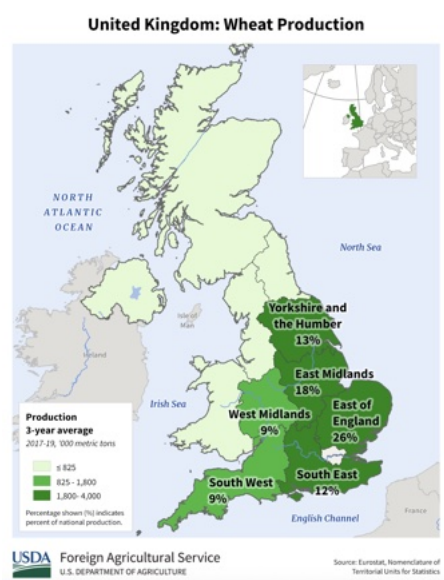 United Kingdom: Wheat Production
NORTH
ATLANTIC
OCEAN
North Sea
Isle of
Man
Ireland
Yorkshire and
the Humber
13%
East Midlands
18%
East of
England
26%
West Midlands
9%
Irish Sea
South West
9%
South East
12%
English Channel
France
Production
3-year average
2017-19, '000 metric tons
≤ 825
825 - 1,800
1,800- 4,000
Percentage shown (%) indicates
percent of national production.
USDA
Foreign Agricultural Service
U.S. DEPARTMENT OF AGRICULTURE
Source: Eurostat, Nomenclature of
Territorial Units for Statistics